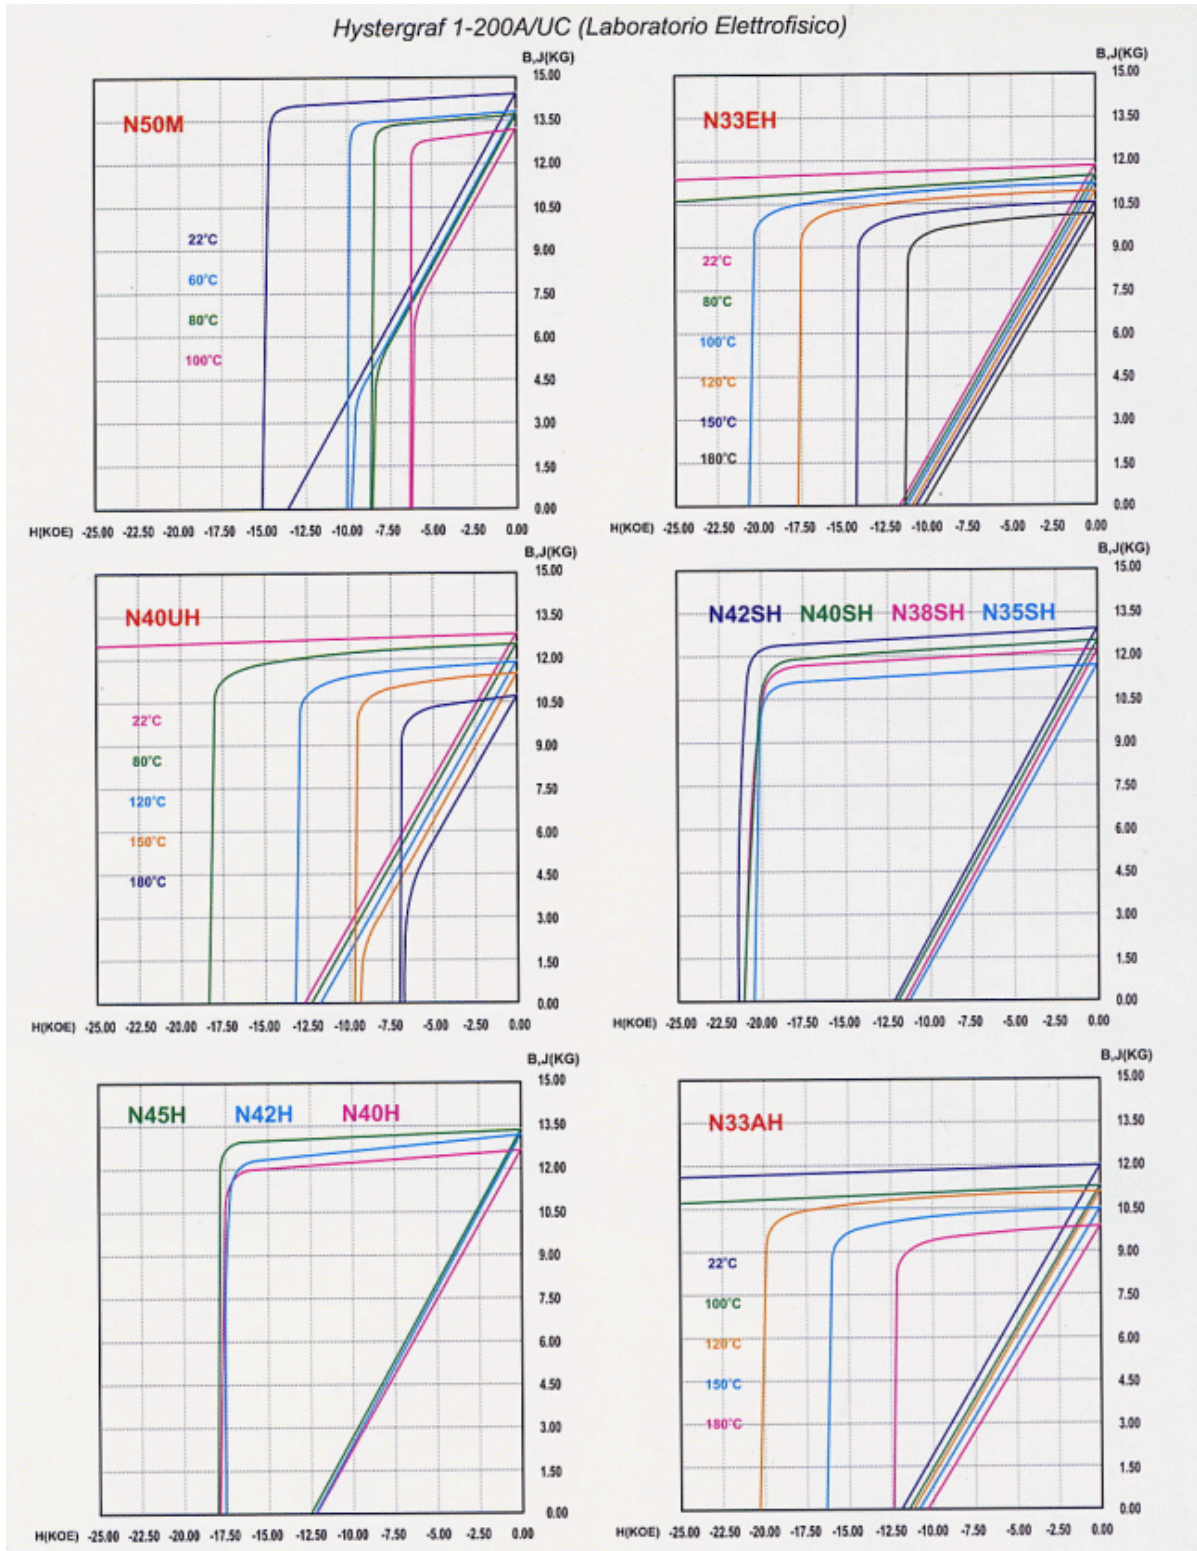 Hystergraf 1-200A/UC (Laboratorio Elettrofisico)
B,J(KG)
15.00
N50M
13.50
12.00
10.50
22°C
9.00
60°C
7.50
80°C
6.00
100°C
4.50
3.00
1.50
0.00
H(KOE) -25.00 -22.50 -20.00 -17.50 -15.00 -12.50 -10.00 -7.50 -5.00 -2.50 0.00
B,J(KG)
15.00
N33EH
13.50
12.00
10.50
9.00
22°C
7.50
80°C
6.00
100°C
120°C
4.50
150°C
3.00
180°C
1.50
0.00
H(KOE) -25.00 -22.50 -20.00 -17.50 -15.00 -12.50 -10.00 -7.50 -5.00 -2.50 0.00
B,J(KG)
15.00
N40UH
13.50
12.00
10.50
22°C
9.00
80°C
7.50
120°C
6.00
150°C
4.50
180°C
3.00
1.50
0.00
H(KOE) -25.00 -22.50 -20.00 -17.50 -15.00 -12.50 -10.00 -7.50 -5.00 -2.50 0.00
B,J(KG)
15.00
N42SH N40SH N38SH N35SH
13.50
12.00
10.50
9.00
7.50
6.00
4.50
3.00
1.50
0.00
H(KOE) -25.00 -22.50 -20.00 -17.50 -15.00 -12.50 -10.00 -7.50 -5.00 -2.50 0.00
B,J(KG)
15.00
N45H N42H N40H
13.50
12.00
10.50
9.00
7.50
6.00
4.50
3.00
1.50
0.00
H(KOE) -25.00 -22.50 -20.00 -17.50 -15.00 -12.50 -10.00 -7.50 -5.00 -2.50 0.00
B,J(KG)
15.00
N33AH
13.50
12.00
10.50
9.00
22°C
7.50
100°C
6.00
120°C
4.50
150°C
3.00
180°C
1.50
0.00
H(KOE) -25.00 -22.50 -20.00 -17.50 -15.00 -12.50 -10.00 -7.50 -5.00 -2.50 0.00